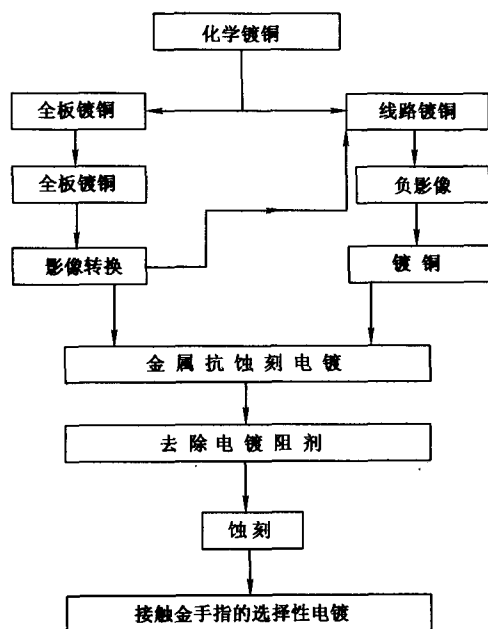 化学镀铜
全板镀铜
线路镀铜
全板镀铜
负影像
影像转换
镀 铜
金 属 抗 蚀 刻 电 镀
去 除 电 镀 阻 剂
蚀 刻
接触金手指的选择性电镀